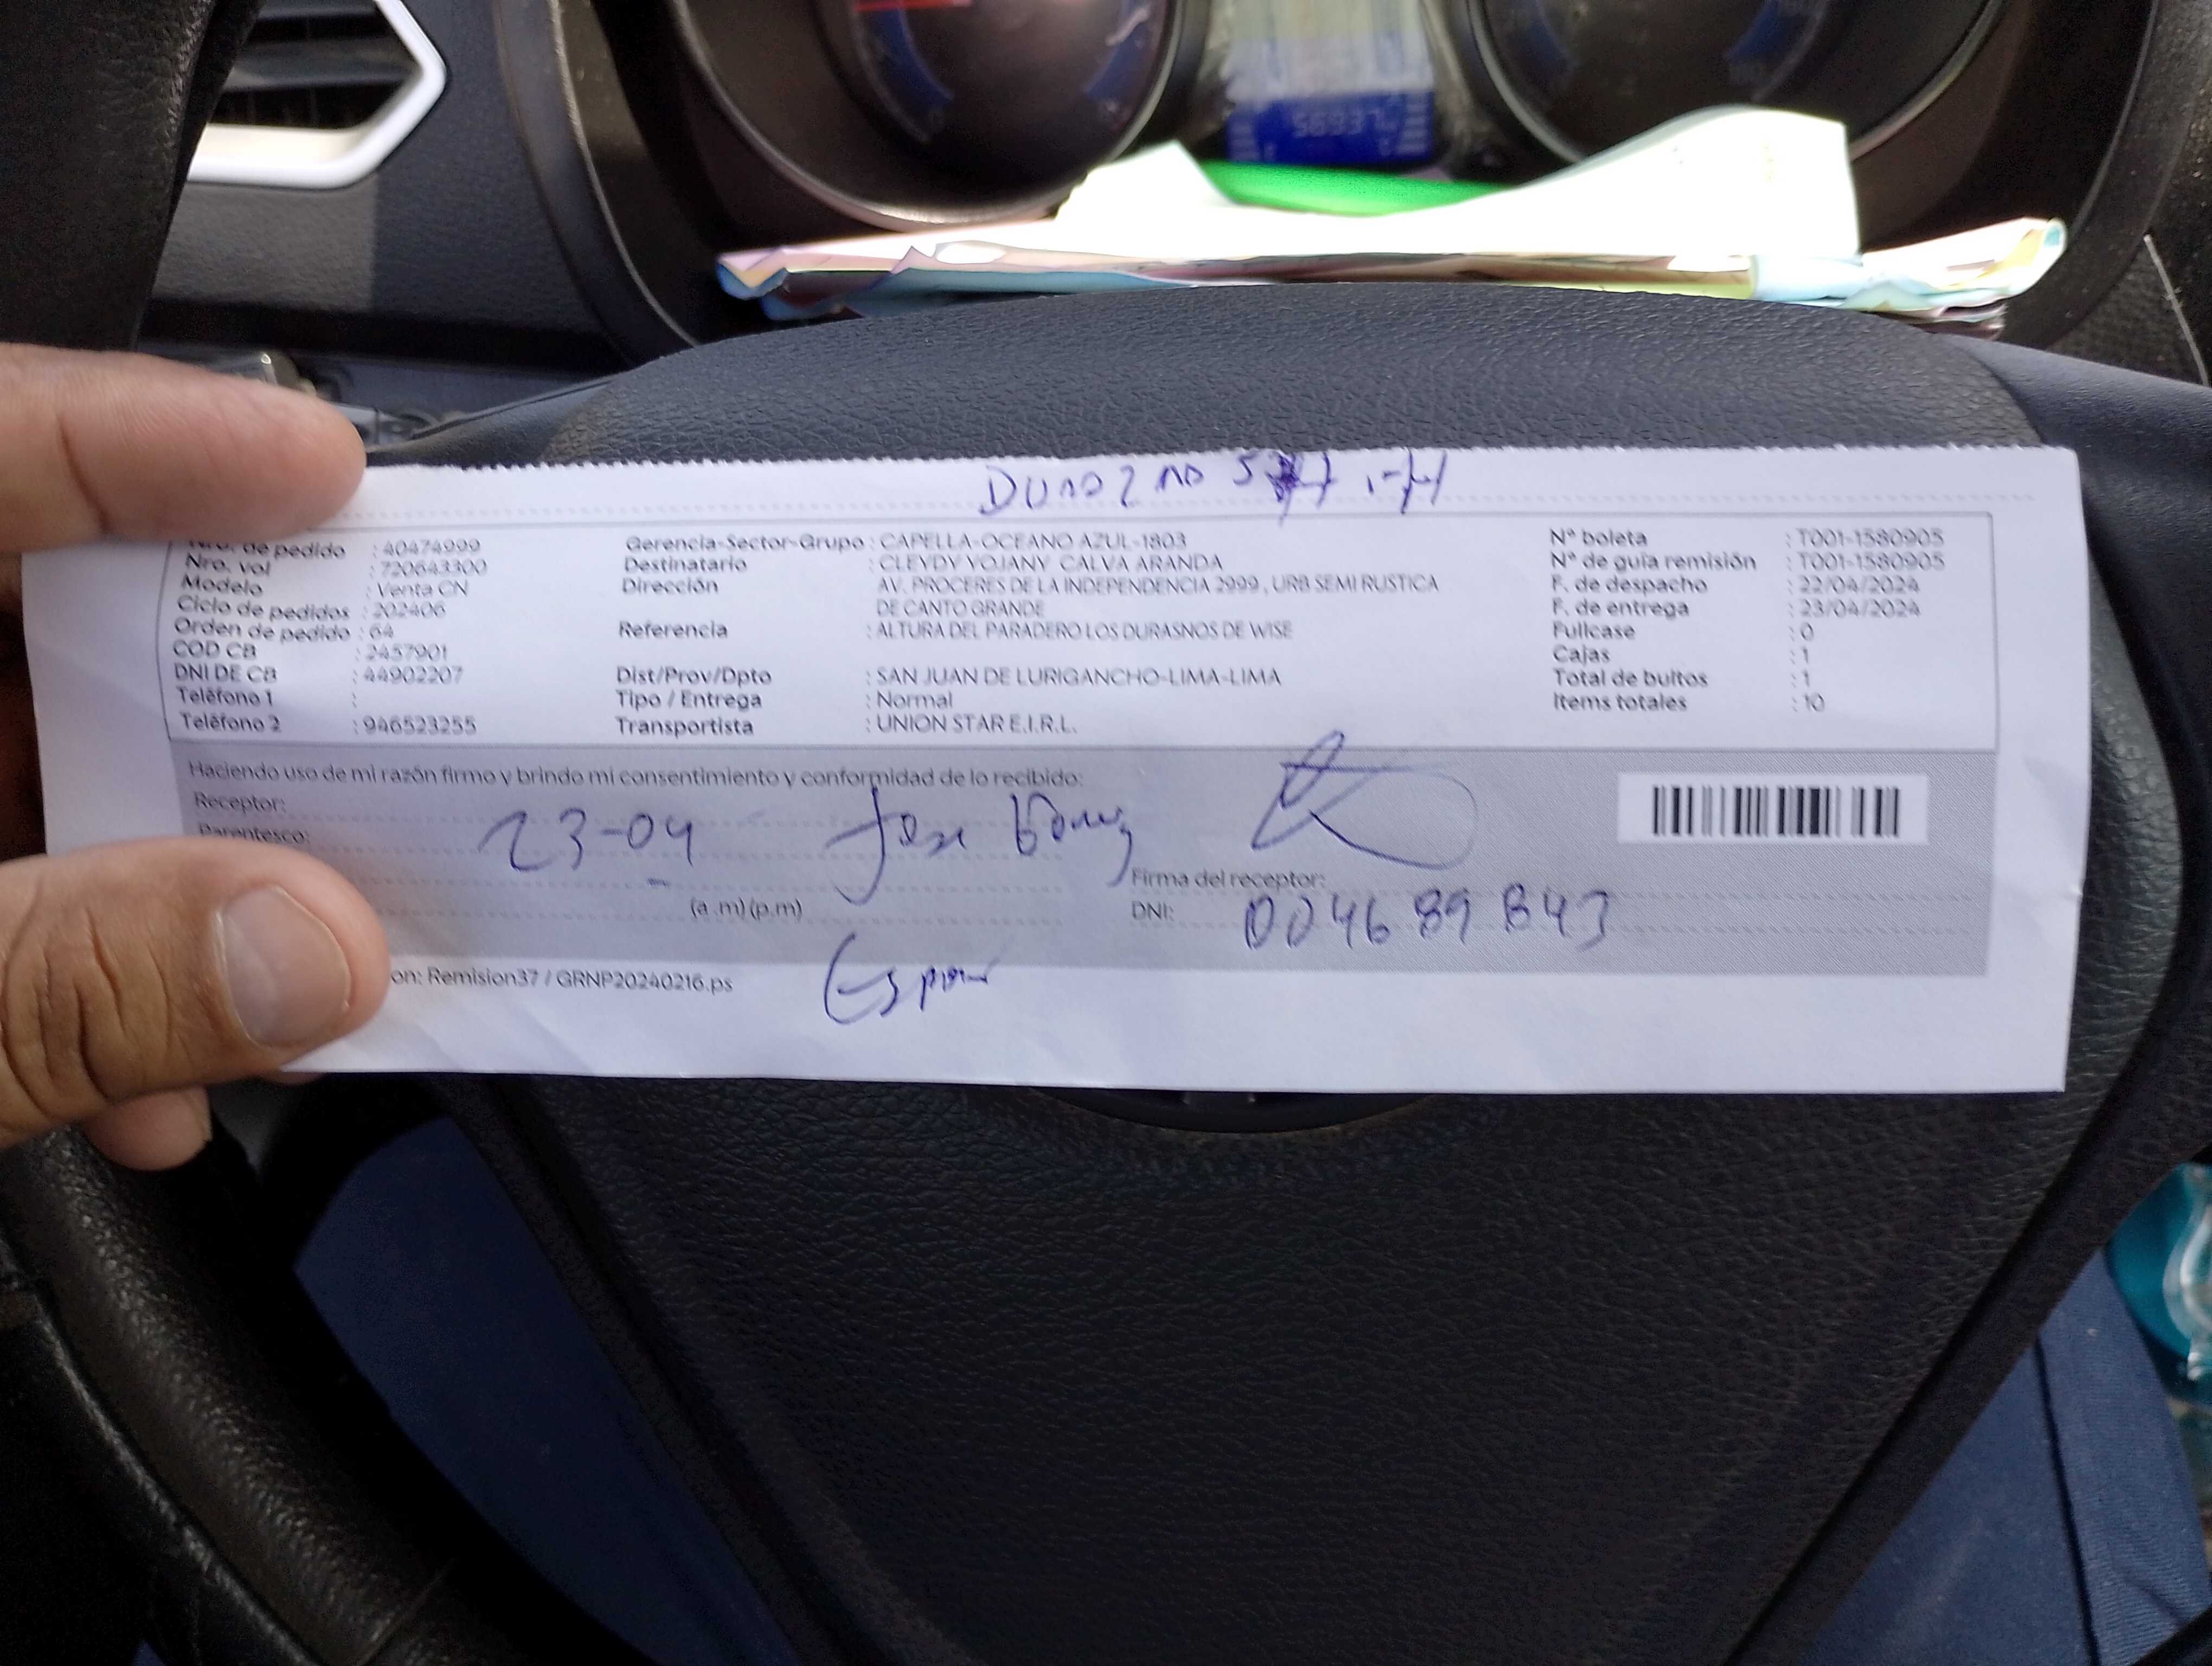 Nro. de pedido : 40474999
Nro. vol : 720643300
Modelo : Venta CN
Ciclo de pedidos : 202406
Orden de pedido : 64
COD CB : 2457901
DNI DE CB : 44902207
Teléfono 1 :
Teléfono 2 : 946523255
Gerencia-Sector-Grupo : CAPELLA-OCEANO AZUL-1803
Destinatario : CLEYDY YOJANY CALVA ARANDA
Dirección AV. PROCERES DE LA INDEPENDENCIA 2999 , URB SEMI RUSTICA
DE CANTO GRANDE
Referencia : ALTURA DEL PARADERO LOS DURASNOS DE WISE
Dist/Prov/Dpto : SAN JUAN DE LURIGANCHO-LIMA-LIMA
Tipo / Entrega : Normal
Transportista : UNION STAR E.I.R.L.
Nº boleta : T001-1580905
Nº de guía remisión : T001-1580905
F. de despacho : 22/04/2024
F. de entrega : 23/04/2024
Fullcase : 0
Cajas : 1
Total de bultos : 1
Items totales : 10
Haciendo uso de mi razón firmo y brindo mi consentimiento y conformidad de lo recibido:
Receptor:
Parentesco:
23-04 Jose
Firma del receptor:
(a .m) (p.m)
DNI: 004689843
on: Remision37 / GRNP20240216.ps